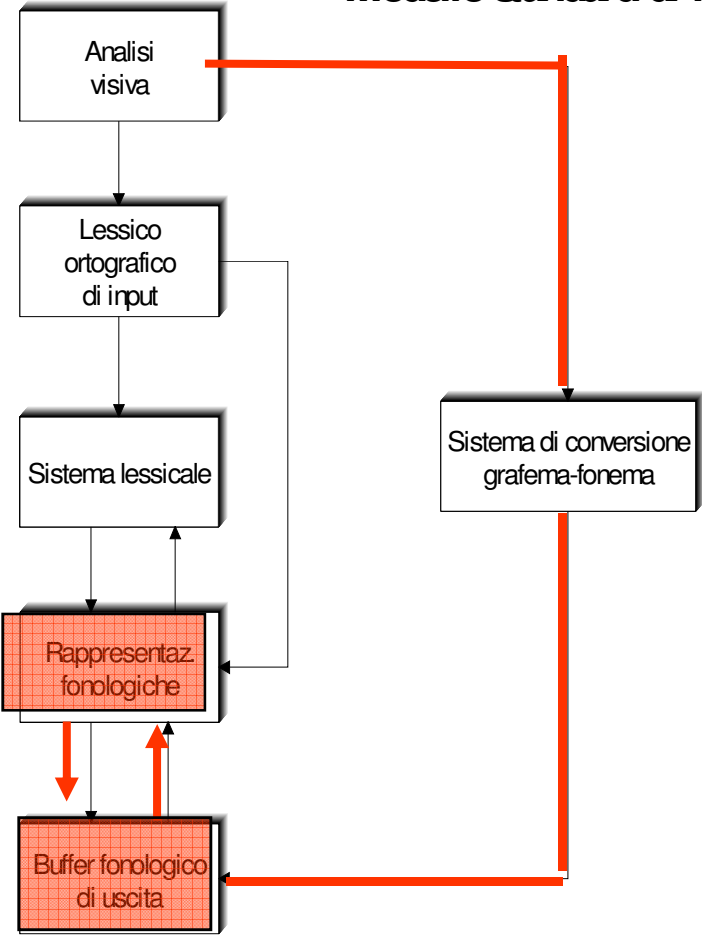 Analisi
visiva
Lessico
ortografico
di input
Sistema lessicale
Sistema di conversione
grafema-fonema
Rappresentaz.
fonologiche
Buffer fonologico
di uscita